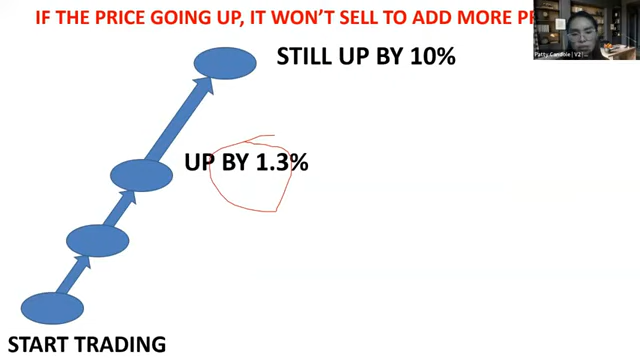 IF THE PRICE GOING UP, IT WON'T SELL TO ADD MORE
STILL UP BY 10%
UP BY 1.3%
START TRADING